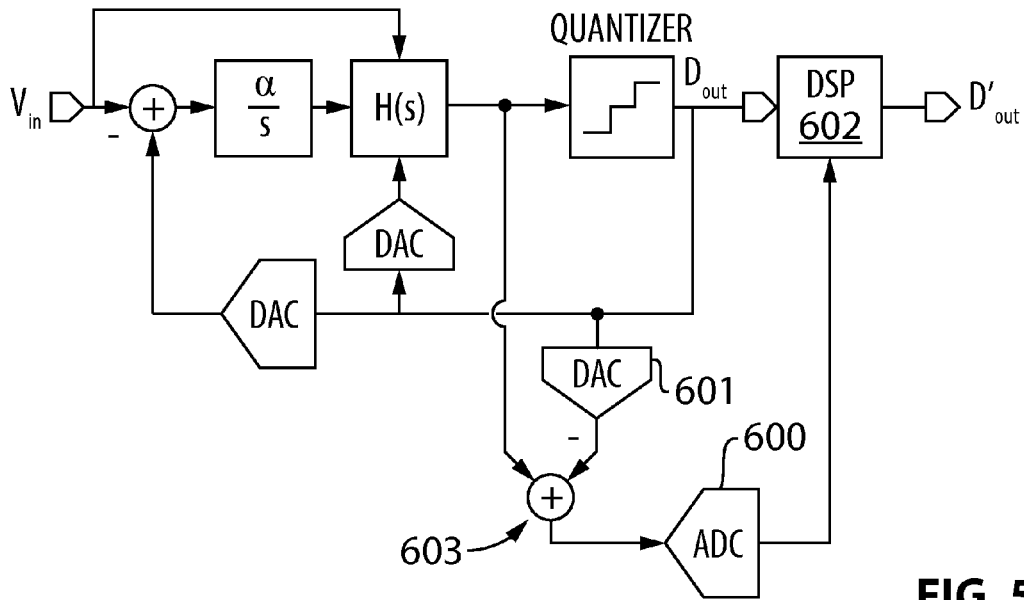 QUANTIZER
V_in
-
+
α
s
H(s)
D_out
DSP
602
D'_out
DAC
DAC
DAC
601
-
+
603
600
ADC
FIG. 5